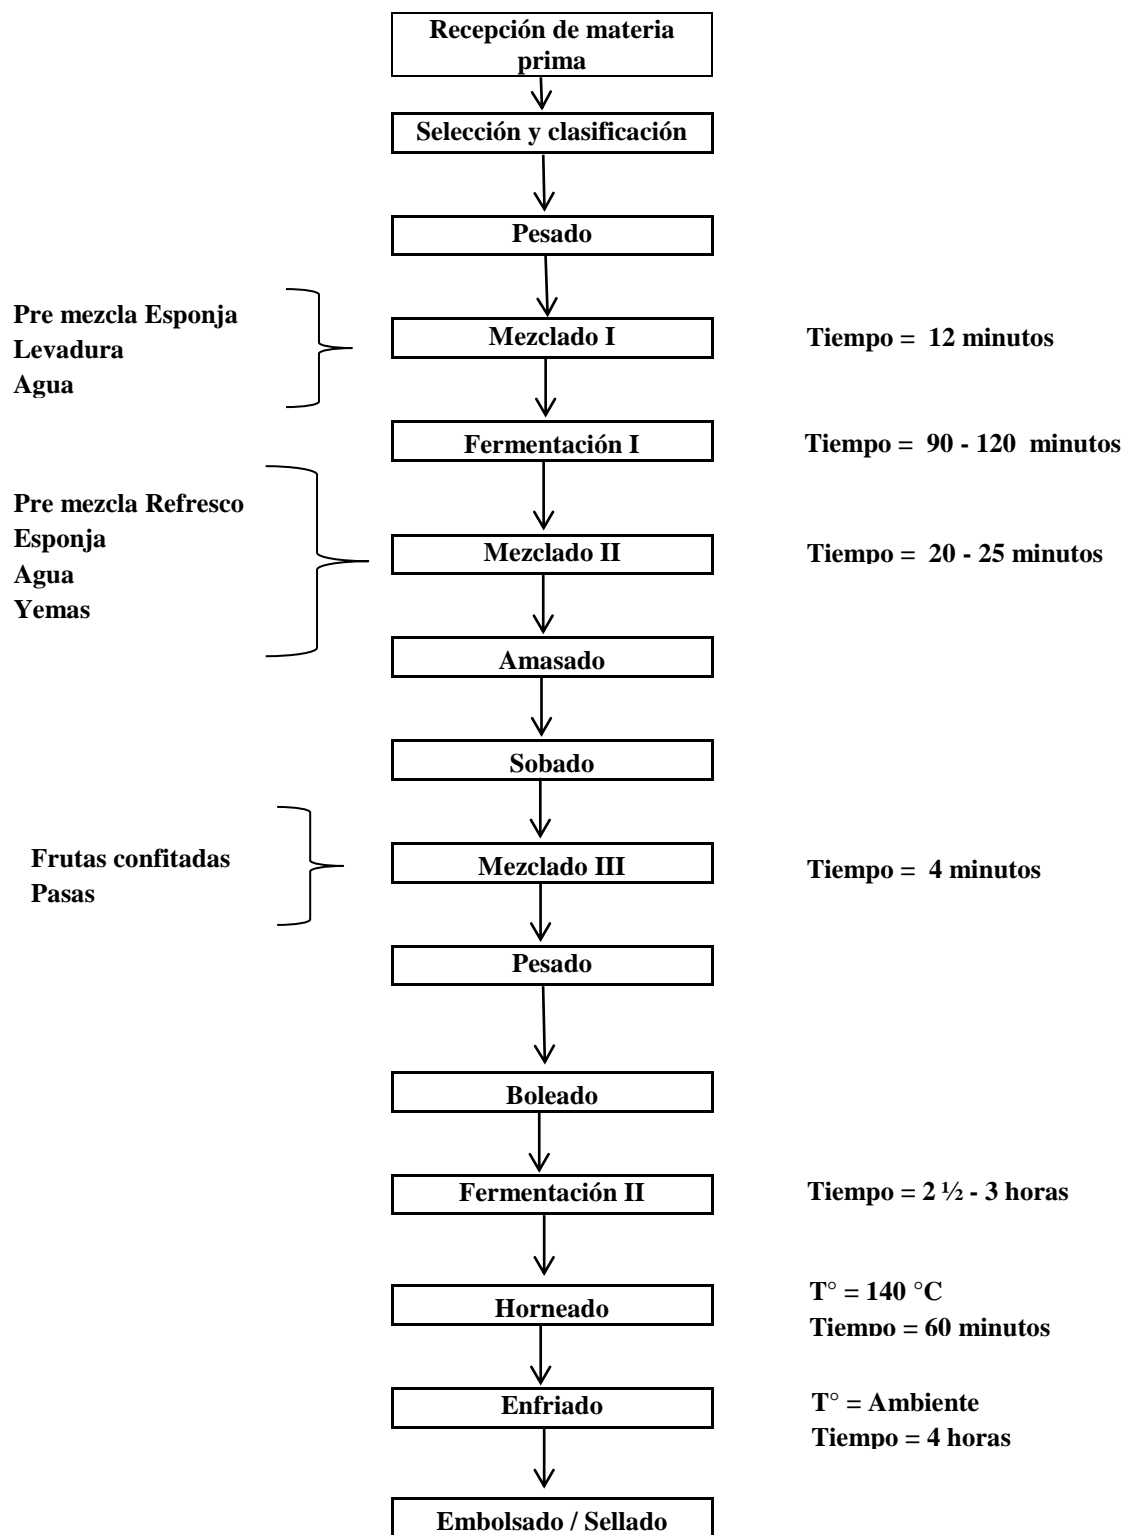 Recepción de materia
prima
Selección y clasificación
Pesado
Pre mezcla Esponja
Levadura
Agua
Mezclado I
Tiempo = 12 minutos
Fermentación I
Tiempo = 90 - 120 minutos
Pre mezcla Refresco
Esponja
Agua
Yemas
Mezclado II
Tiempo = 20 - 25 minutos
Amasado
Sobado
Frutas confitadas
Pasas
Mezclado III
Tiempo = 4 minutos
Pesado
Boleado
Fermentación II
Tiempo = 2 ½ - 3 horas
Horneado
T° = 140 °C
Tiempo = 60 minutos
Enfriado
T° = Ambiente
Tiempo = 4 horas
Embolsado / Sellado